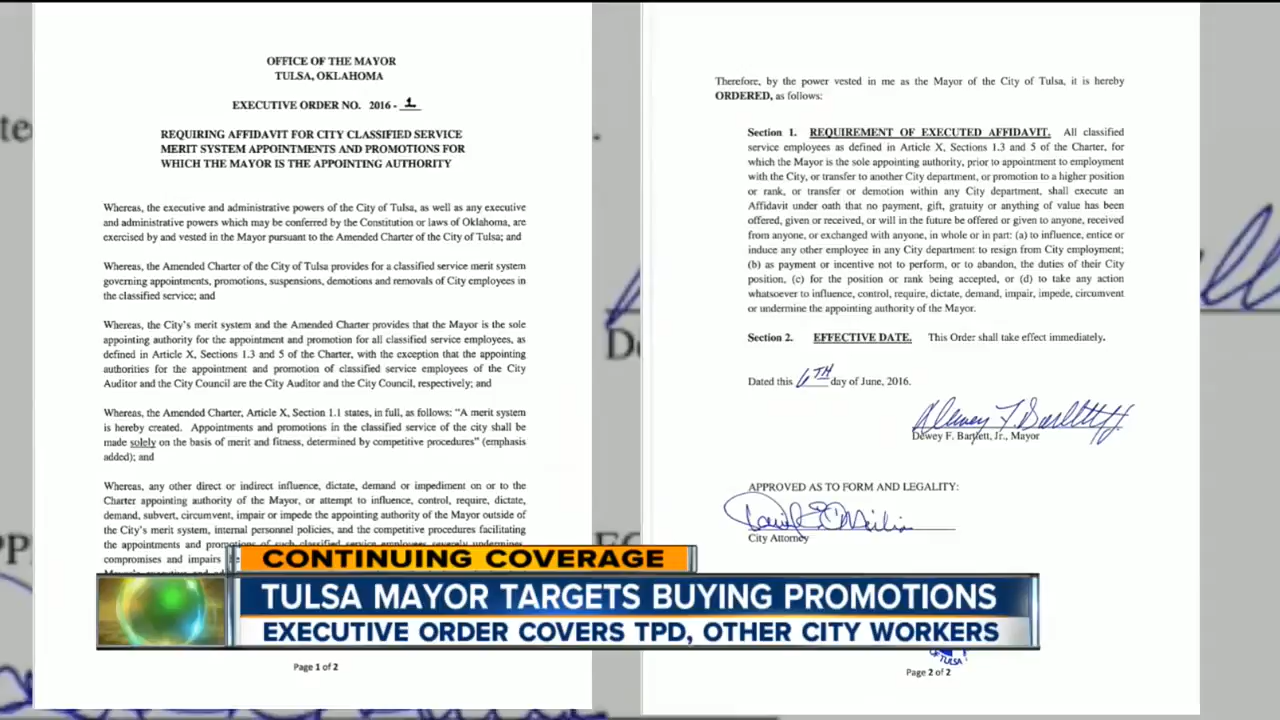 OFFICE OF THE MAYOR
TULSA, OKLAHOMA
EXECUTIVE ORDER NO. 2016 - 1
REQUIRING AFFIDAVIT FOR CITY CLASSIFIED SERVICE
MERIT SYSTEM APPOINTMENTS AND PROMOTIONS FOR
WHICH THE MAYOR IS THE APPOINTING AUTHORITY
Whereas, the executive and administrative powers of the City of Tulsa, as well as any executive
and administrative powers which may be conferred by the Constitution or laws of Oklahoma, are
exercised by and vested in the Mayor pursuant to the Amended Charter of the City of Tulsa; and
Whereas, the Amended Charter of the City of Tulsa provides for a classified service merit system
governing appointments, promotions, suspensions, demotions and removals of City employees in
the classified service; and
Whereas, the City's merit system and the Amended Charter provides that the Mayor is the sole
appointing authority for the appointment and promotion for all classified service employees, as
defined in Article X, Sections 1.3 and 5 of the Charter, with the exception that the appointing
authorities for the appointment and promotion of classified service employees of the City
Auditor and the City Council are the City Auditor and the City Council, respectively; and
Whereas, the Amended Charter, Article X, Section 1.1 states, in full, as follows: “A merit system
is hereby created. Appointments and promotions in the classified service of the city shall be
made solely on the basis of merit and fitness, determined by competitive procedures” (emphasis
added); and
Whereas, any other direct or indirect influence, dictate, demand or impediment on or to the
Charter appointing authority of the Mayor, or attempt to influence, control, require, dictate,
demand, subvert, circumvent, impair or impede the appointing authority of the Mayor outside of
the City's merit system, internal personnel policies, and the competitive procedures facilitating
the appointments and promotions of such classified service employees severely undermines,
compromises and impairs
Page 1 of 2
Therefore, by the power vested in me as the Mayor of the City of Tulsa, it is hereby
ORDERED, as follows:
Section 1. REQUIREMENT OF EXECUTED AFFIDAVIT. All classified
service employees as defined in Article X, Sections 1.3 and 5 of the Charter, for
which the Mayor is the sole appointing authority, prior to appointment to employment
with the City, or transfer to another City department, or promotion to a higher position
or rank, or transfer or demotion within any City department, shall execute an
Affidavit under oath that no payment, gift, gratuity or anything of value has been
offered, given or received, or will in the future be offered or given to anyone, received
from anyone, or exchanged with anyone, in whole or in part: (a) to influence, entice or
induce any other employee in any City department to resign from City employment;
(b) as payment or incentive not to perform, or to abandon, the duties of their City
position, (c) for the position or rank being accepted, or (d) to take any action
whatsoever to influence, control, require, dictate, demand, impair, impede, circumvent
or undermine the appointing authority of the Mayor.
Section 2. EFFECTIVE DATE. This Order shall take effect immediately.
Dated this 6TH day of June, 2016.
Dewey F. Bartlett, Jr., Mayor
APPROVED AS TO FORM AND LEGALITY:
City Attorney
OF TULSA
Page 2 of 2
CONTINUING COVERAGE
TULSA MAYOR TARGETS BUYING PROMOTIONS
EXECUTIVE ORDER COVERS TPD, OTHER CITY WORKERS